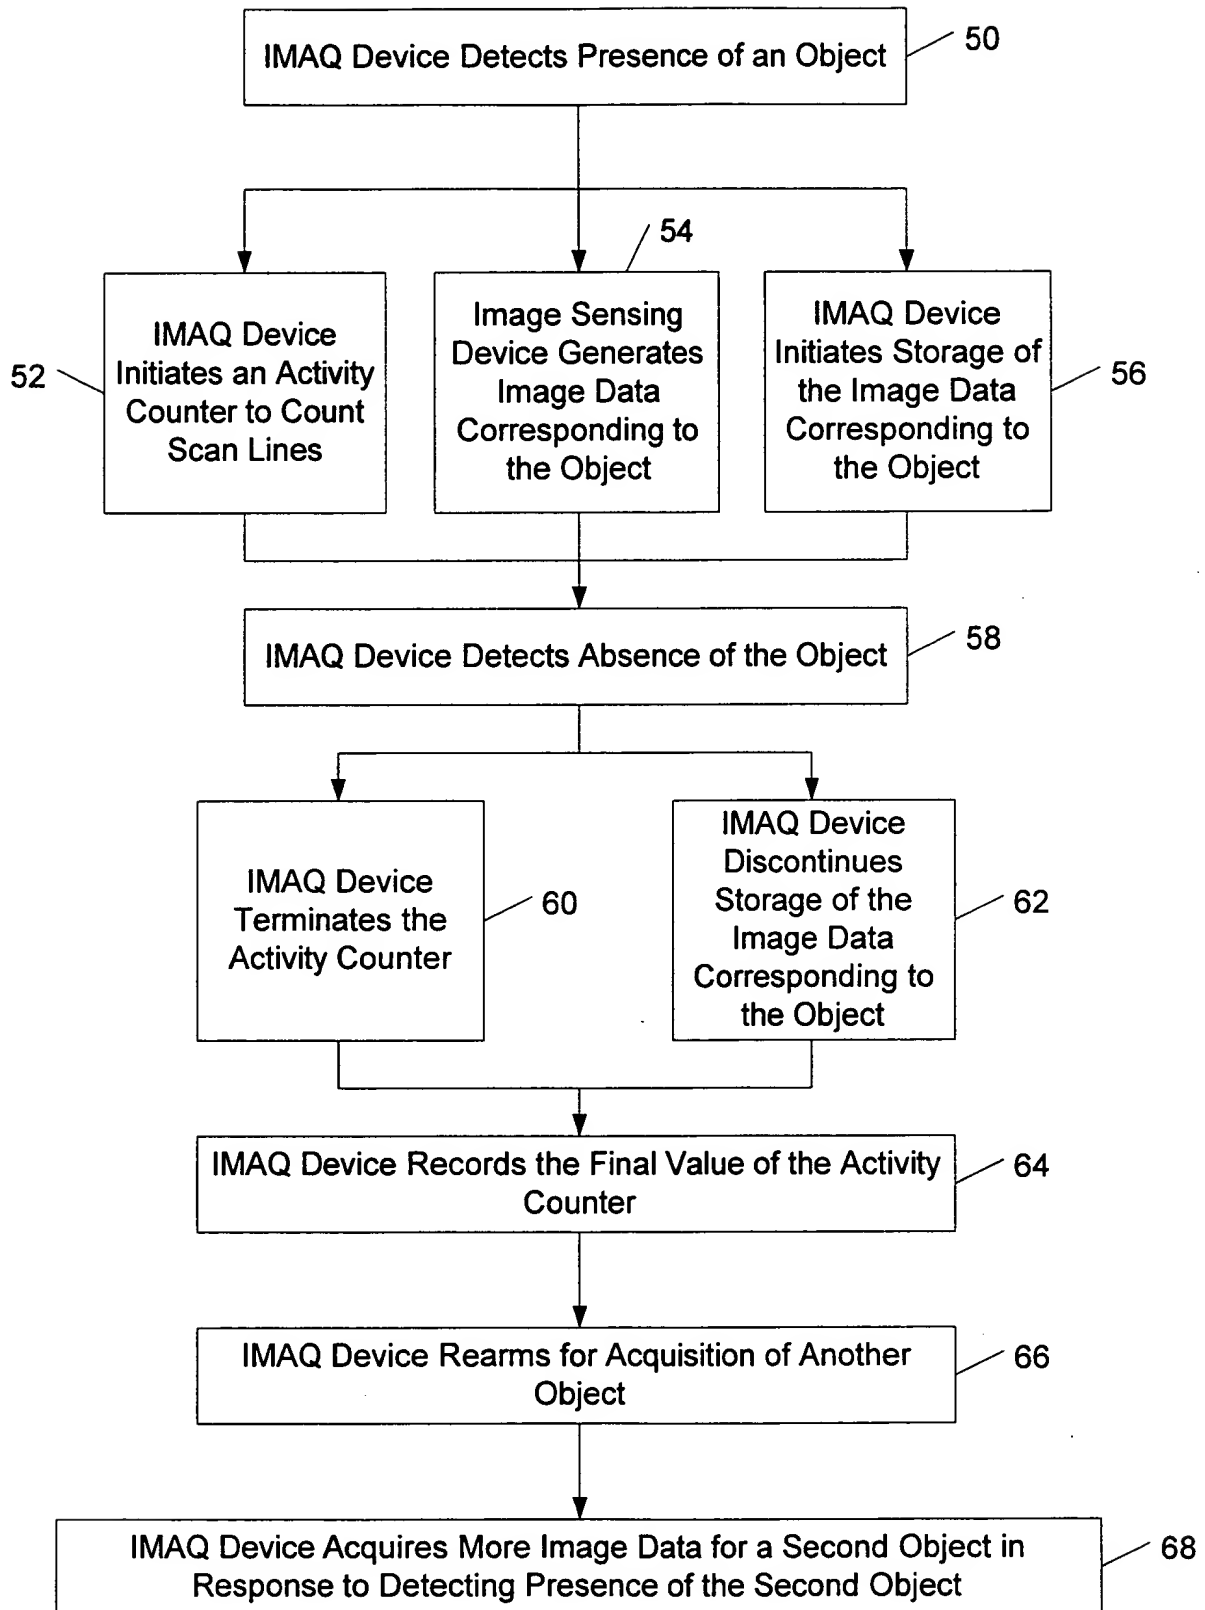 IMAQ Device Detects Presence of an Object
50
54
IMAQ Device
Initiates an Activity
Counter to Count
Scan Lines
52
Image Sensing
Device Generates
Image Data
Corresponding to
the Object
IMAQ Device
Initiates Storage of
the Image Data
Corresponding to
the Object
56
IMAQ Device Detects Absence of the Object
58
IMAQ Device
Terminates the
Activity Counter
60
IMAQ Device
Discontinues
Storage of the
Image Data
Corresponding to
the Object
62
IMAQ Device Records the Final Value of the Activity
Counter
64
IMAQ Device Rearms for Acquisition of Another
Object
66
IMAQ Device Acquires More Image Data for a Second Object in
Response to Detecting Presence of the Second Object
68